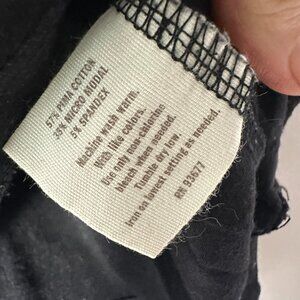 57% PIMA COTTON
38% MICRO MODAL
5% SPANDEX
Machine wash warm.
With like colors.
Use only non chlorine
bleach when needed.
Tumble dry low.
Iron on lowest setting as needed.
RN 93677